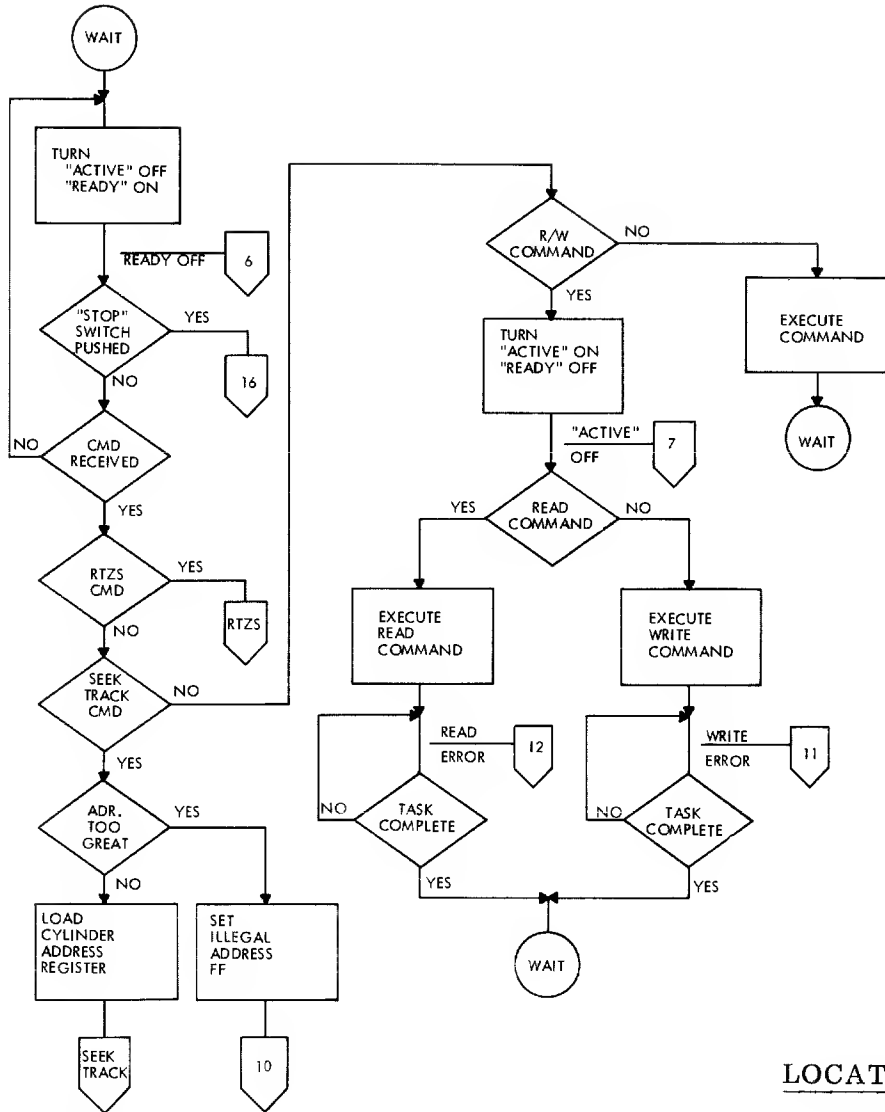 WAIT
TURN
"ACTIVE" OFF
"READY" ON
READY OFF
6
"STOP"
SWITCH
PUSHED
YES
16
NO
CMD
RECEIVED
NO
YES
RTZS
CMD
YES
RTZS
NO
SEEK
TRACK
CMD
NO
YES
ADR.
TOO
GREAT
YES
NO
LOAD
CYLINDER
ADDRESS
REGISTER
SET
ILLEGAL
ADDRESS
FF
SEEK
TRACK
10
R/W
COMMAND
NO
YES
EXECUTE
COMMAND
WAIT
TURN
"ACTIVE" ON
"READY" OFF
"ACTIVE"
OFF
7
READ
COMMAND
YES
NO
EXECUTE
READ
COMMAND
EXECUTE
WRITE
COMMAND
READ
ERROR
12
WRITE
ERROR
11
NO
TASK
COMPLETE
YES
NO
TASK
COMPLETE
YES
WAIT
LOCAT